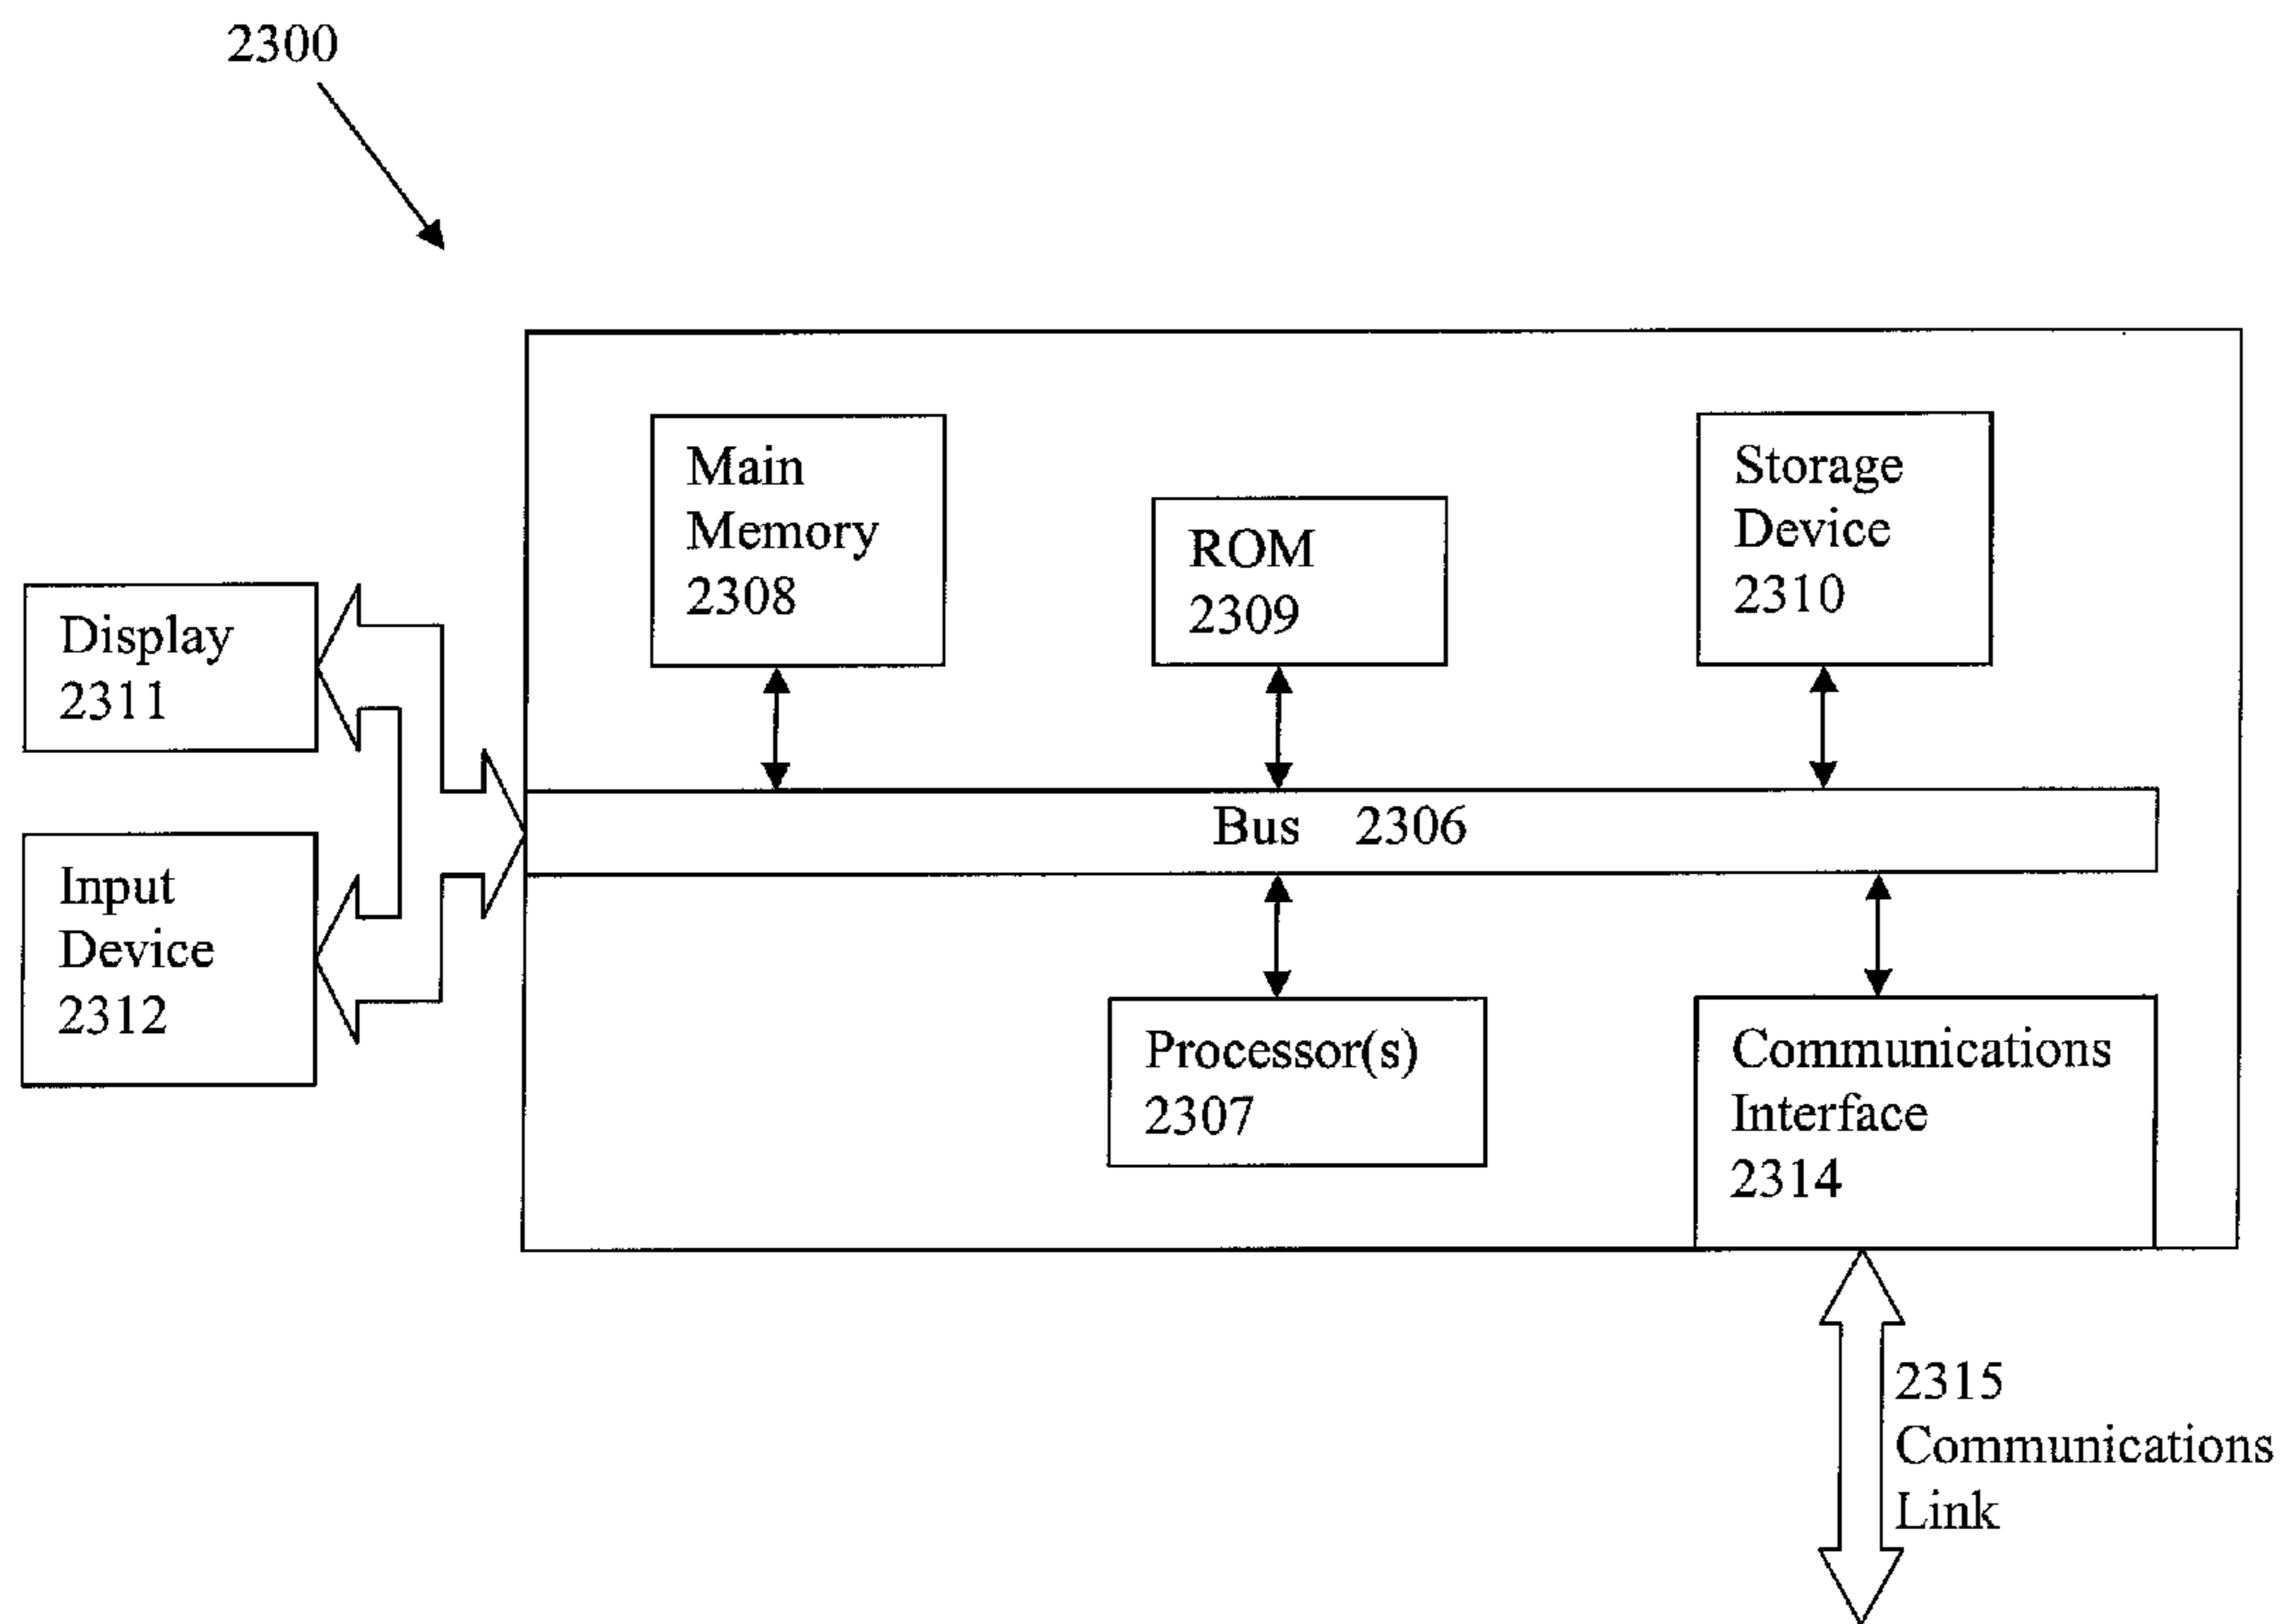 2300
Main
Memory
2308
ROM
2309
Storage
Device
2310
Display
2311
Bus 2306
Input
Device
2312
Processor(s)
2307
Communications
Interface
2314
2315
Communications
Link